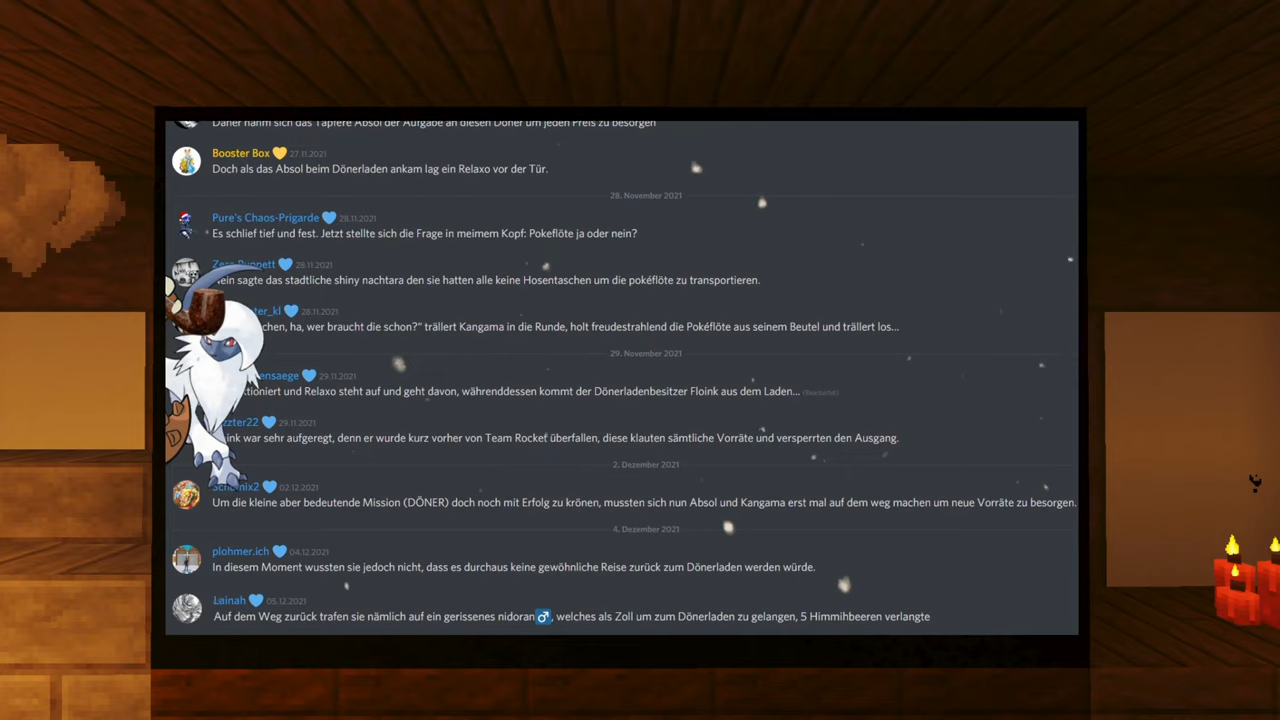 Daher nahm sich das Tapfere Absol der Aufgabe an diesen Döner um jeden Preis zu besorgen
Booster Box 27.11.2021
Doch als das Absol beim Dönerladen ankam lag ein Relaxo vor der Tür.
28. November 2021
Pure's Chaos-Prigarde 28.11.2021
Es schlief tief und fest. Jetzt stellte sich die Frage in meimem Kopf: Pokeflöte ja oder nein?
28.11.2021
sagte das stadtliche shiny nachtara den sie hatten alle keine Hosentaschen um die pokéflöte zu transportieren.
ter_kl 28.11.2021
chen, ha, wer braucht die schon?" trällert Kangama in die Runde, holt freudestrahlend die Pokéflöte aus seinem Beutel und trällert los...
29. November 2021
ensaege 29.11.2021
tioniert und Relaxo steht auf und geht davon, währenddessen kommt der Dönerladenbesitzer Floink aus dem Laden... (Bearbeitet)
zzter22 29.11.2021
ink war sehr aufgeregt, denn er wurde kurz vorher von Team Rocket überfallen, diese klauten sämtliche Vorräte und versperrten den Ausgang.
2. Dezember 2021
02.12.2021
Um die kleine aber bedeutende Mission (DÖNER) doch noch mit Erfolg zu krönen, mussten sich nun Absol und Kangama erst mal auf dem weg machen um neue Vorräte zu besorgen.
4. Dezember 2021
plohmer.ich 04.12.2021
In diesem Moment wussten sie jedoch nicht, dass es durchaus keine gewöhnliche Reise zurück zum Dönerladen werden würde.
Lainah 05.12.2021
Auf dem Weg zurück trafen sie nämlich auf ein gerissenes nidoran♂, welches als Zoll um zum Dönerladen zu gelangen, 5 Himmihbeeren verlangte